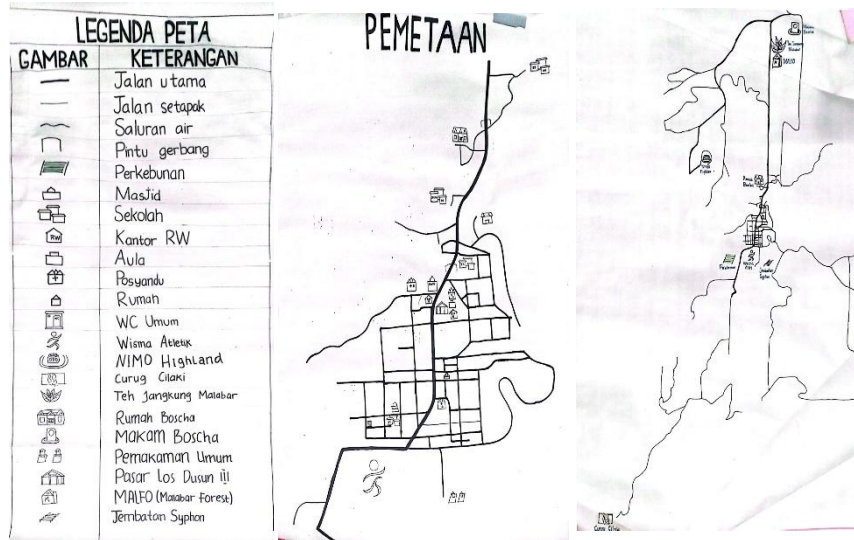 LEGENDA PETA
GAMBAR KETERANGAN
Jalan utama
Jalan setapak
Saluran air
Pintu gerbang
Perkebunan
Masjid
Sekolah
RW Kantor RW
Aula
Posyandu
Rumah
WC Umum
Wisma Atletik
NIMO Highland
Curug Cilaki
Teh Jangkung Malabar
Rumah Boscha
Makam Boscha
Pemakaman Umum
Pasar Los Dusun III
MALFO (Malabar Forest)
Jembatan Syphon
PEMETAAN
MALFO